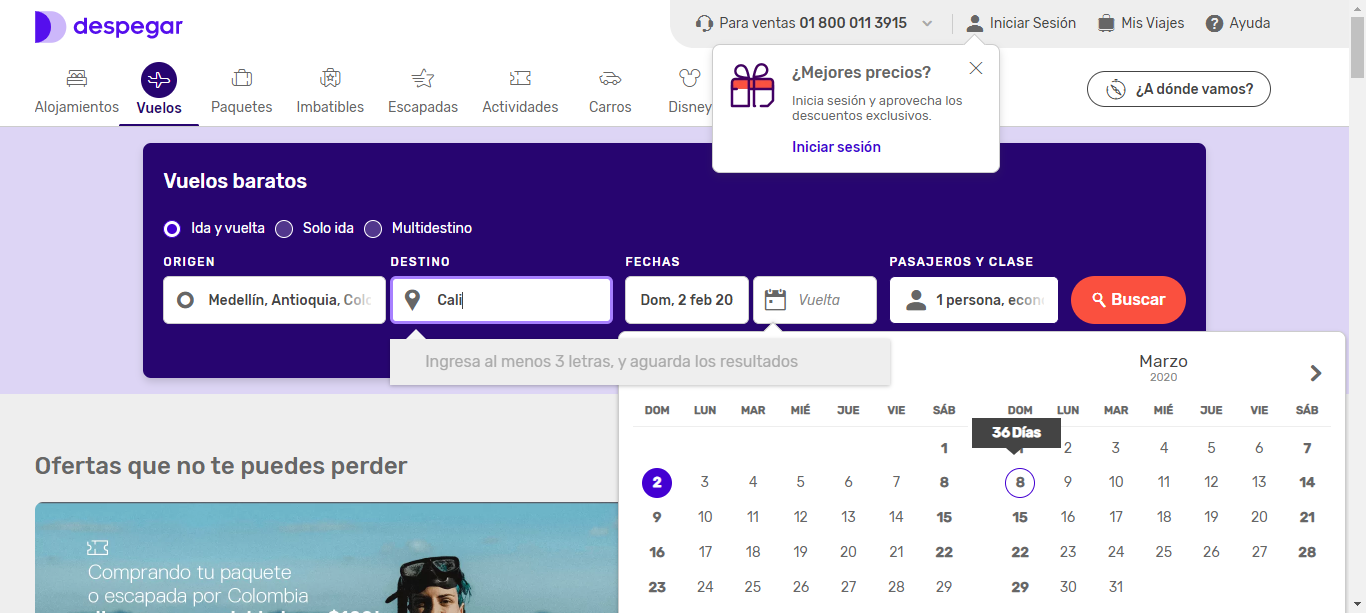 despegar
Para ventas 01 800 011 3915
Iniciar Sesión
Mis Viajes
Ayuda
Alojamientos
Vuelos
Paquetes
Imbatibles
Escapadas
Actividades
Carros
Disney
¿A dónde vamos?
¿Mejores precios?
Inicia sesión y aprovecha los
descuentos exclusivos.
Iniciar sesión
Vuelos baratos
Ida y vuelta
Solo ida
Multidestino
ORIGEN
DESTINO
FECHAS
PASAJEROS Y CLASE
Medellín, Antioquia, Colo
Cali
Dom, 2 feb 20
Vuelta
1 persona, econ
Buscar
Ingresa al menos 3 letras, y aguarda los resultados
Marzo
2020
DOM LUN MAR MIÉ JUE VIE SÁB
1
2 3 4 5 6 7 8
9 10 11 12 13 14 15
16 17 18 19 20 21 22
23 24 25 26 27 28 29
DOM LUN MAR MIÉ JUE VIE SÁB
36 Días
2 3 4 5 6 7
8 9 10 11 12 13 14
15 16 17 18 19 20 21
22 23 24 25 26 27 28
29 30 31
Ofertas que no te puedes perder
Comprando tu paquete
o escapada por Colombia